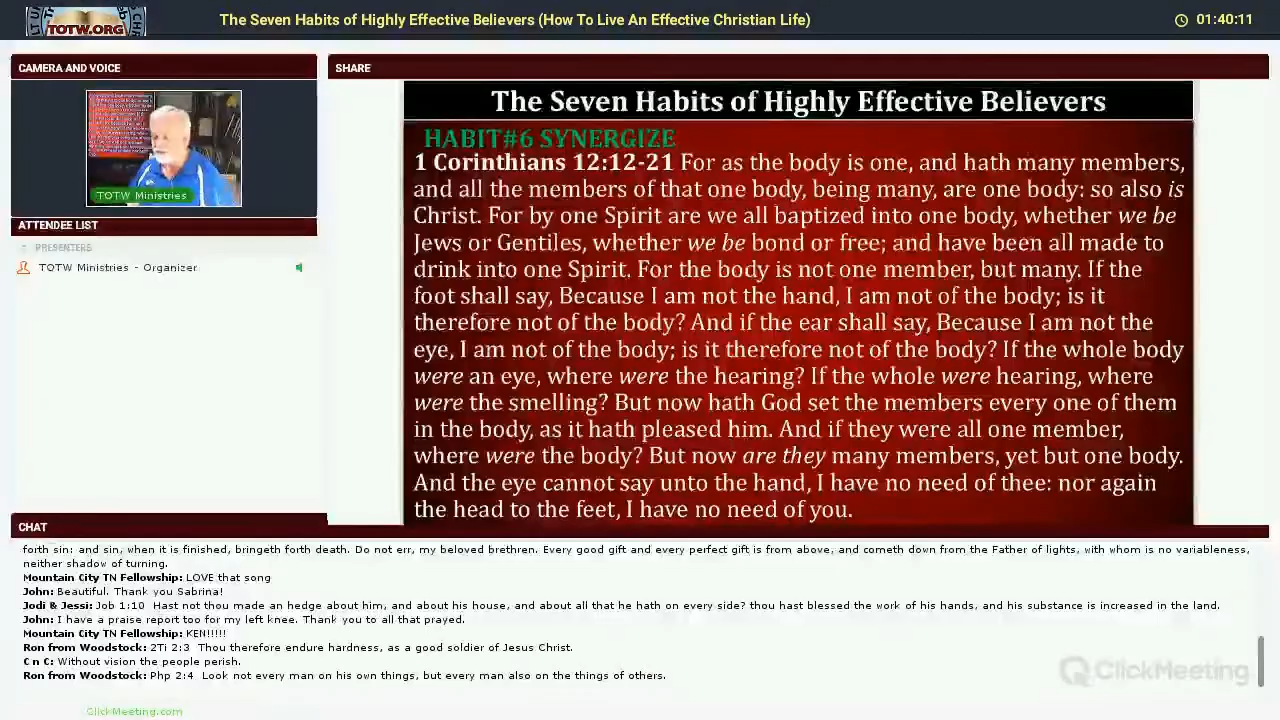 TOTW.ORG
The Seven Habits of Highly Effective Believers (How To Live An Effective Christian Life)
01:40:11
CAMERA AND VOICE
TOTW Ministries
ATTENDEE LIST
PRESENTERS
TOTW Ministries - Organizer
SHARE
The Seven Habits of Highly Effective Believers
HABIT#6 SYNERGIZE
1 Corinthians 12:12-21 For as the body is one, and hath many members,
and all the members of that one body, being many, are one body: so also is
Christ. For by one Spirit are we all baptized into one body, whether we be
Jews or Gentiles, whether we be bond or free; and have been all made to
drink into one Spirit. For the body is not one member, but many. If the
foot shall say, Because I am not the hand, I am not of the body; is it
therefore not of the body? And if the ear shall say, Because I am not the
eye, I am not of the body; is it therefore not of the body? If the whole body
were an eye, where were the hearing? If the whole were hearing, where
were the smelling? But now hath God set the members every one of them
in the body, as it hath pleased him. And if they were all one member,
where were the body? But now are they many members, yet but one body.
And the eye cannot say unto the hand, I have no need of thee: nor again
the head to the feet, I have no need of you.
CHAT
forth sin: and sin, when it is finished, bringeth forth death. Do not err, my beloved brethren. Every good gift and every perfect gift is from above, and cometh down from the Father of lights, with whom is no variableness,
neither shadow of turning.
Mountain City TN Fellowship: LOVE that song
John: Beautiful. Thank you Sabrina!
Jodi & Jessi: Job 1:10 Hast not thou made an hedge about him, and about his house, and about all that he hath on every side? thou hast blessed the work of his hands, and his substance is increased in the land.
John: I have a praise report too for my left knee. Thank you to all that prayed.
Mountain City TN Fellowship: KEN!!!!!
Ron from Woodstock: 2Ti 2:3 Thou therefore endure hardness, as a good soldier of Jesus Christ.
C n C: Without vision the people perish.
Ron from Woodstock: Php 2:4 Look not every man on his own things, but every man also on the things of others.
ClickMeeting
ClickMeeting.com